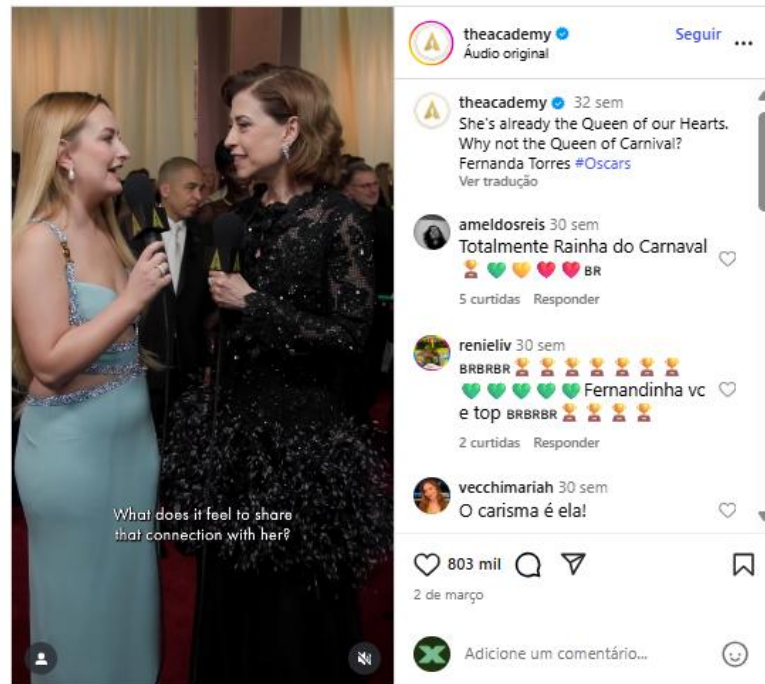 What does it feel to share
that connection with her?
theacademy
Áudio original
Seguir
theacademy 32 sem
She's already the Queen of our Hearts.
Why not the Queen of Carnival?
Fernanda Torres #Oscars
Ver tradução
ameldosreis 30 sem
Totalmente Rainha do Carnaval
🏆 💚 💛 ❤️ ❤️ BR
5 curtidas Responder
renieliv 30 sem
BRBRBR 🏆 🏆 🏆 🏆 🏆 🏆 🏆
💚 💚 💚 💚 💚 Fernandinha vc
e top BRBRBR 🏆 🏆 🏆 🏆
2 curtidas Responder
vecchimariah 30 sem
O carisma é ela!
803 mil
2 de março
Adicione um comentário...